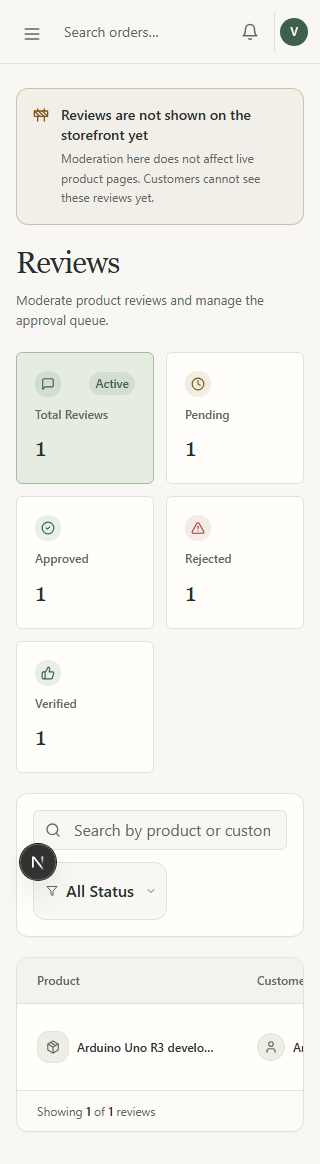 Search orders...
V
Reviews are not shown on the
storefront yet
Moderation here does not affect live
product pages. Customers cannot see
these reviews yet.
Reviews
Moderate product reviews and manage the
approval queue.
Active
Total Reviews
1
Pending
1
Approved
1
Rejected
1
Verified
1
Search by product or custom
N
All Status
Product Custome
Arduino Uno R3 develo... Ar
Showing 1 of 1 reviews